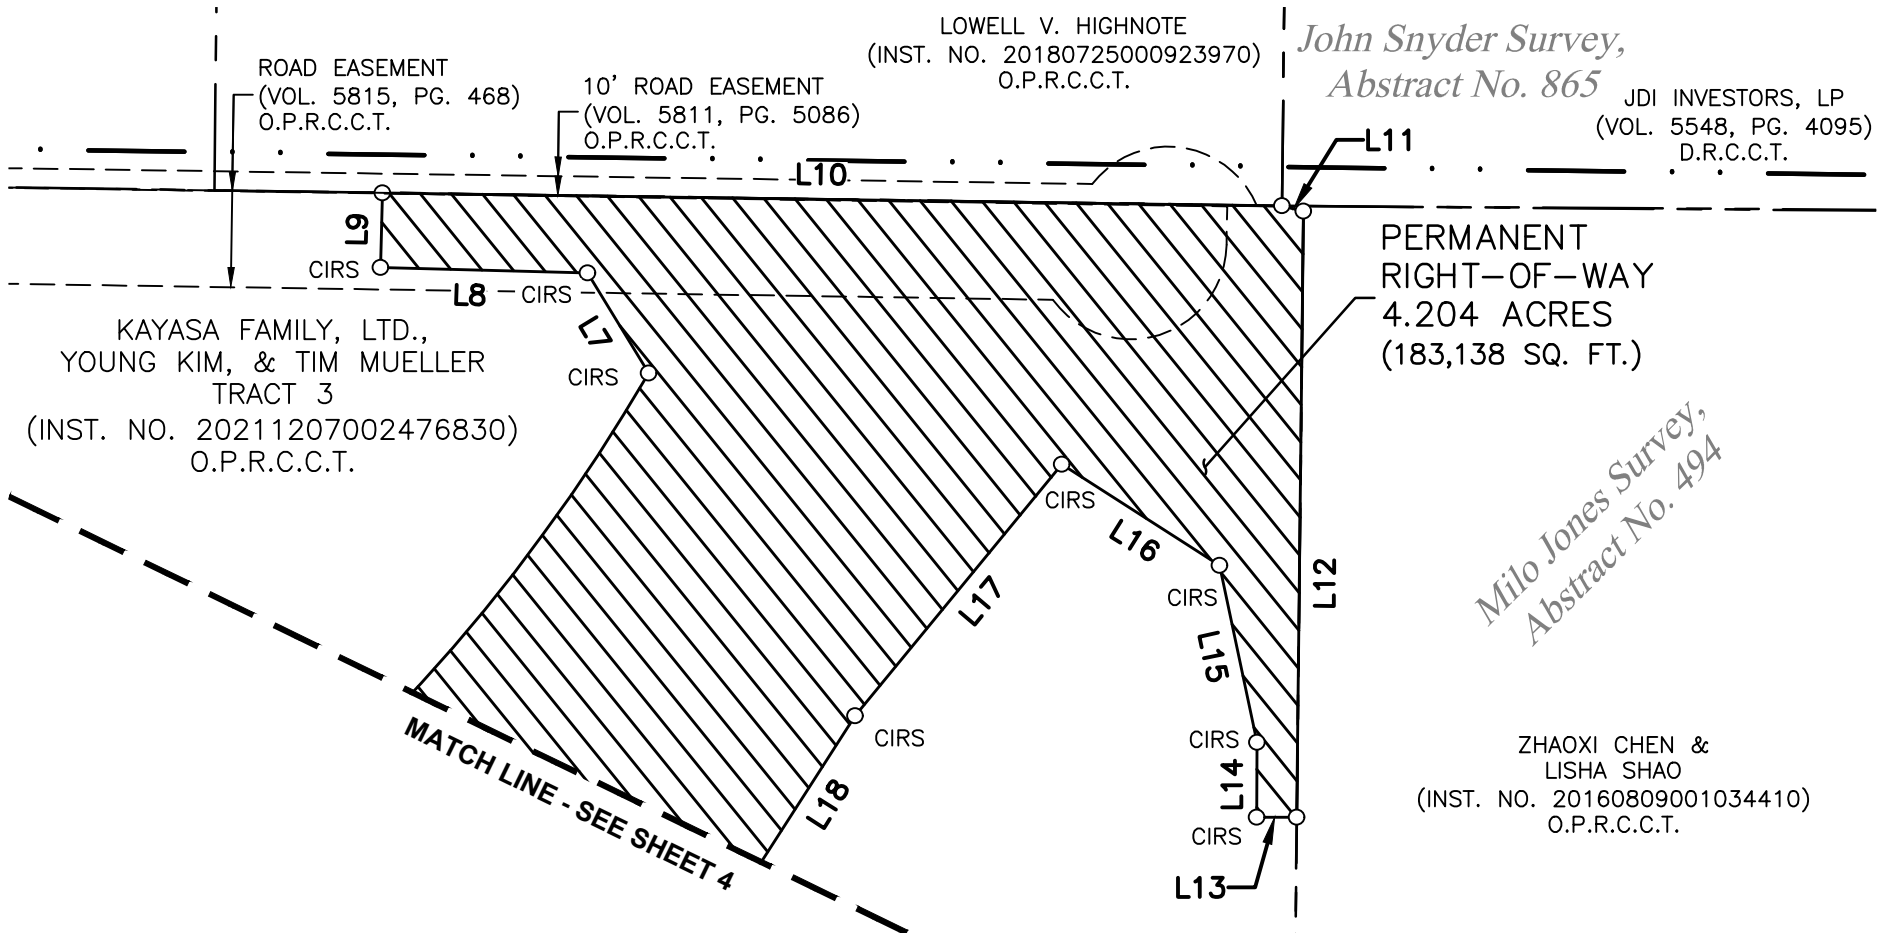 LOWELL V. HIGHNOTE
(INST. NO. 20180725000923970)
O.P.R.C.C.T.
John Snyder Survey,
Abstract No. 865
ROAD EASEMENT
(VOL. 5815, PG. 468)
O.P.R.C.C.T.
10' ROAD EASEMENT
(VOL. 5811, PG. 5086)
O.P.R.C.C.T.
JDI INVESTORS, LP
(VOL. 5548, PG. 4095)
D.R.C.C.T.
L11
L10
L9
CIRS
L8
CIRS
L7
CIRS
PERMANENT
RIGHT-OF-WAY
4.204 ACRES
(183,138 SQ. FT.)
KAYASA FAMILY, LTD.,
YOUNG KIM, & TIM MUELLER
TRACT 3
(INST. NO. 20211207002476830)
O.P.R.C.C.T.
Milo Jones Survey,
Abstract No. 494
CIRS
L16
L17
CIRS
L12
L15
CIRS
CIRS
L14
L18
CIRS
L13
ZHAOXI CHEN &
LISHA SHAO
(INST. NO. 20160809001034410)
O.P.R.C.C.T.
MATCH LINE - SEE SHEET 4